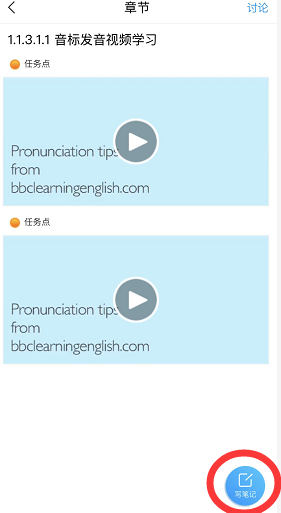 章节
讨论
1.1.3.1.1 音标发音视频学习
任务点
Pronunciation tips
from
bbclearningenglish.com
任务点
Pronunciation tips
from
bbclearningenglish.com
写笔记